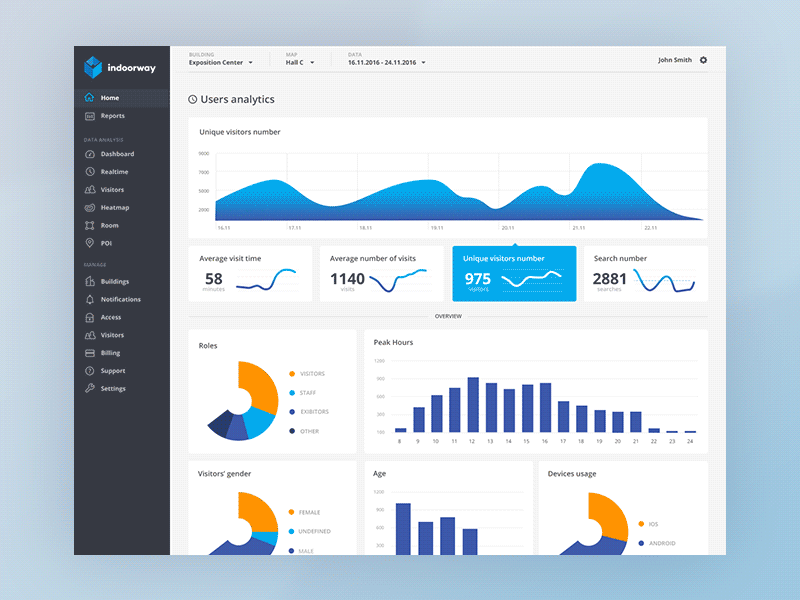 indoorway
BUILDING
Exposition Center
MAP
Hall C
DATA
16.11.2016 - 24.11.2016
John Smith
Home
Reports
DATA ANALYSIS
Dashboard
Realtime
Visitors
Heatmap
Room
POI
MANAGE
Buildings
Notifications
Access
Visitors
Billing
Support
Settings
Users analytics
Unique visitors number
9000
7000
5000
2000
16.11 17.11 18.11 19.11 20.11 21.11 22.11
Average visit time
58
minutes
Average number of visits
1140
visits
Unique visitors number
975
visitors
Search number
2881
searches
OVERVIEW
Roles
VISITORS
STAFF
EXIBITORS
OTHER
Peak Hours
1200
900
600
300
100
8 9 10 11 12 13 14 15 16 17 18 19 20 21 22 23 24
Visitors' gender
FEMALE
UNDEFINED
MALE
Age
1200
900
600
300
Devices usage
IOS
ANDROID